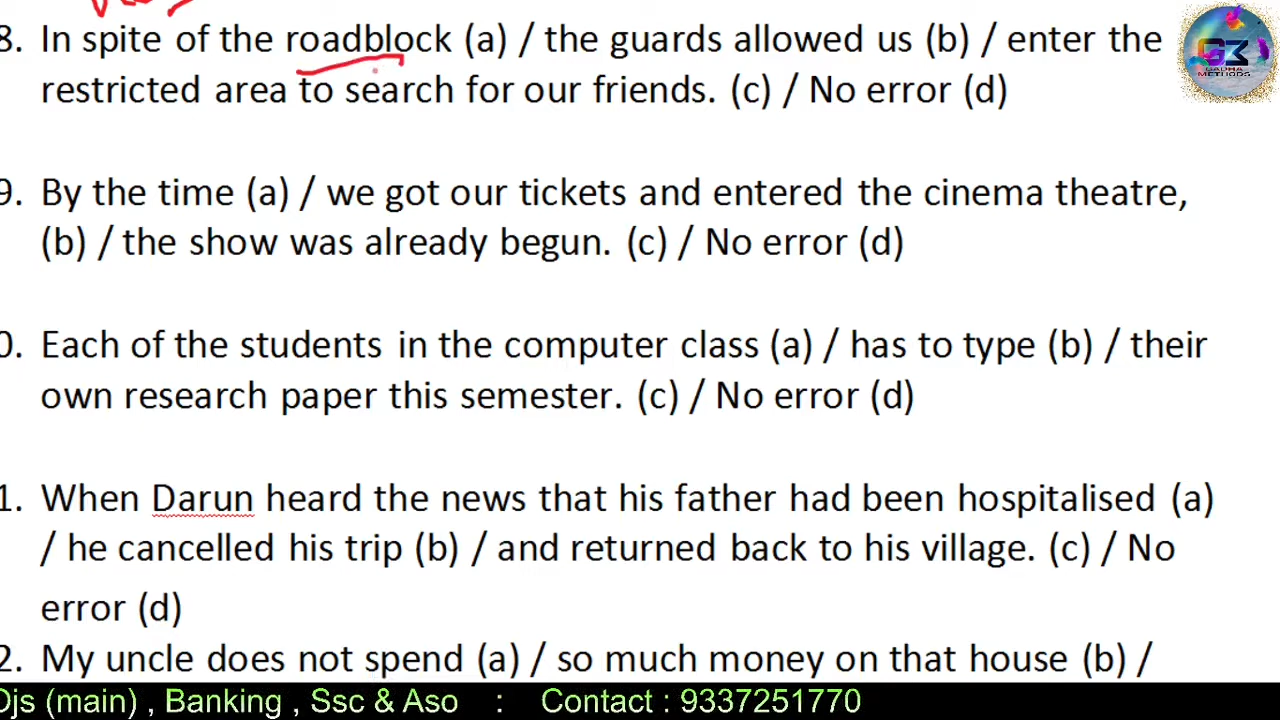 8. In spite of the roadblock (a) / the guards allowed us (b) / enter the
restricted area to search for our friends. (c) / No error (d)
9. By the time (a) / we got our tickets and entered the cinema theatre,
(b) / the show was already begun. (c) / No error (d)
0. Each of the students in the computer class (a) / has to type (b) / their
own research paper this semester. (c) / No error (d)
1. When Darun heard the news that his father had been hospitalised (a)
/ he cancelled his trip (b) / and returned back to his village. (c) / No
error (d)
2. My uncle does not spend (a) / so much money on that house (b) /
Ojs (main) , Banking , Ssc & Aso : Contact : 9337251770
G3
METHODS